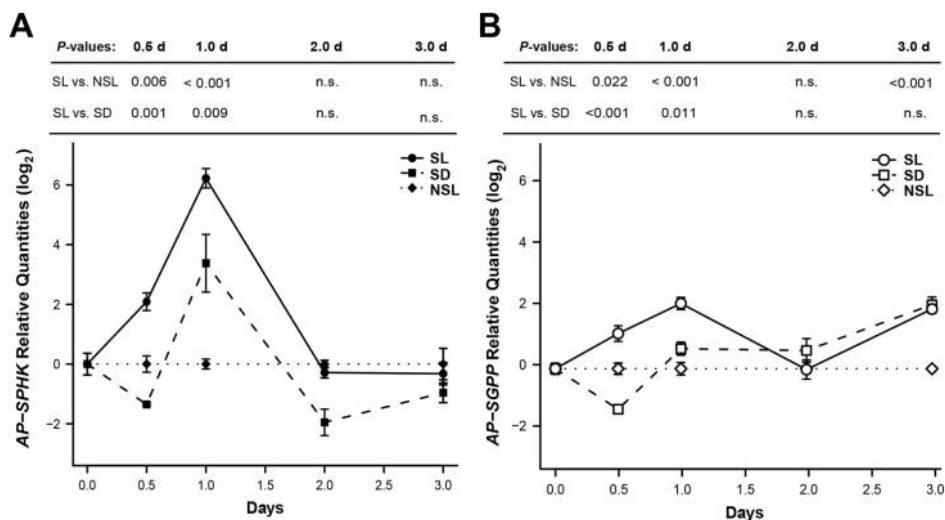 A
P-values: 0.5 d 1.0 d 2.0 d 3.0 d
SL vs. NSL 0.006 < 0.001 n.s. n.s.
SL vs. SD 0.001 0.009 n.s. n.s.
AP-SPHK Relative Quantities (log2)
6
4
2
0
−2
SL
SD
NSL
0.0 0.5 1.0 1.5 2.0 2.5 3.0
Days
B
P-values: 0.5 d 1.0 d 2.0 d 3.0 d
SL vs. NSL 0.022 < 0.001 n.s. <0.001
SL vs. SD <0.001 0.011 n.s. n.s.
AP-SGPP Relative Quantities (log2)
6
4
2
0
−2
SL
SD
NSL
0.0 0.5 1.0 1.5 2.0 2.5 3.0
Days